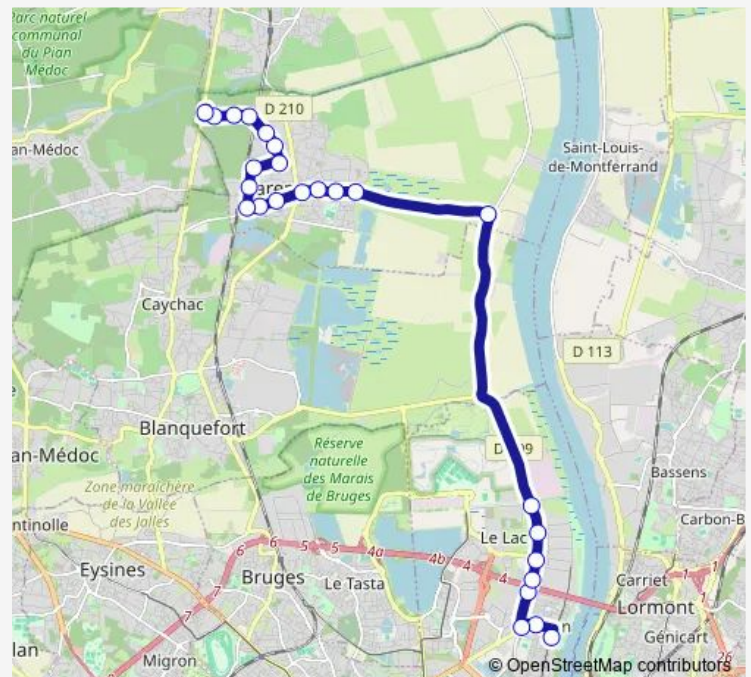 Parc naturel
communal
du Pian
Médoc
D 210
an-Médoc
Saint-Louis-
de-Montferrand
Caychac
D 113
Blanquefort
Réserve
naturelle
des Marais
de Bruges
an-Médoc
Bassens
Zone maraîchère
de la Vallée
des Jalles
ntinolle
Le Lac
Carbon-B
6 6 5 5 4a 4b 4 4
Eysines
Bruges
Le Tasta
Carriet
1 1
7
Lormont
7
Génicart
lan
Migron
26
© OpenStreetMap contributors